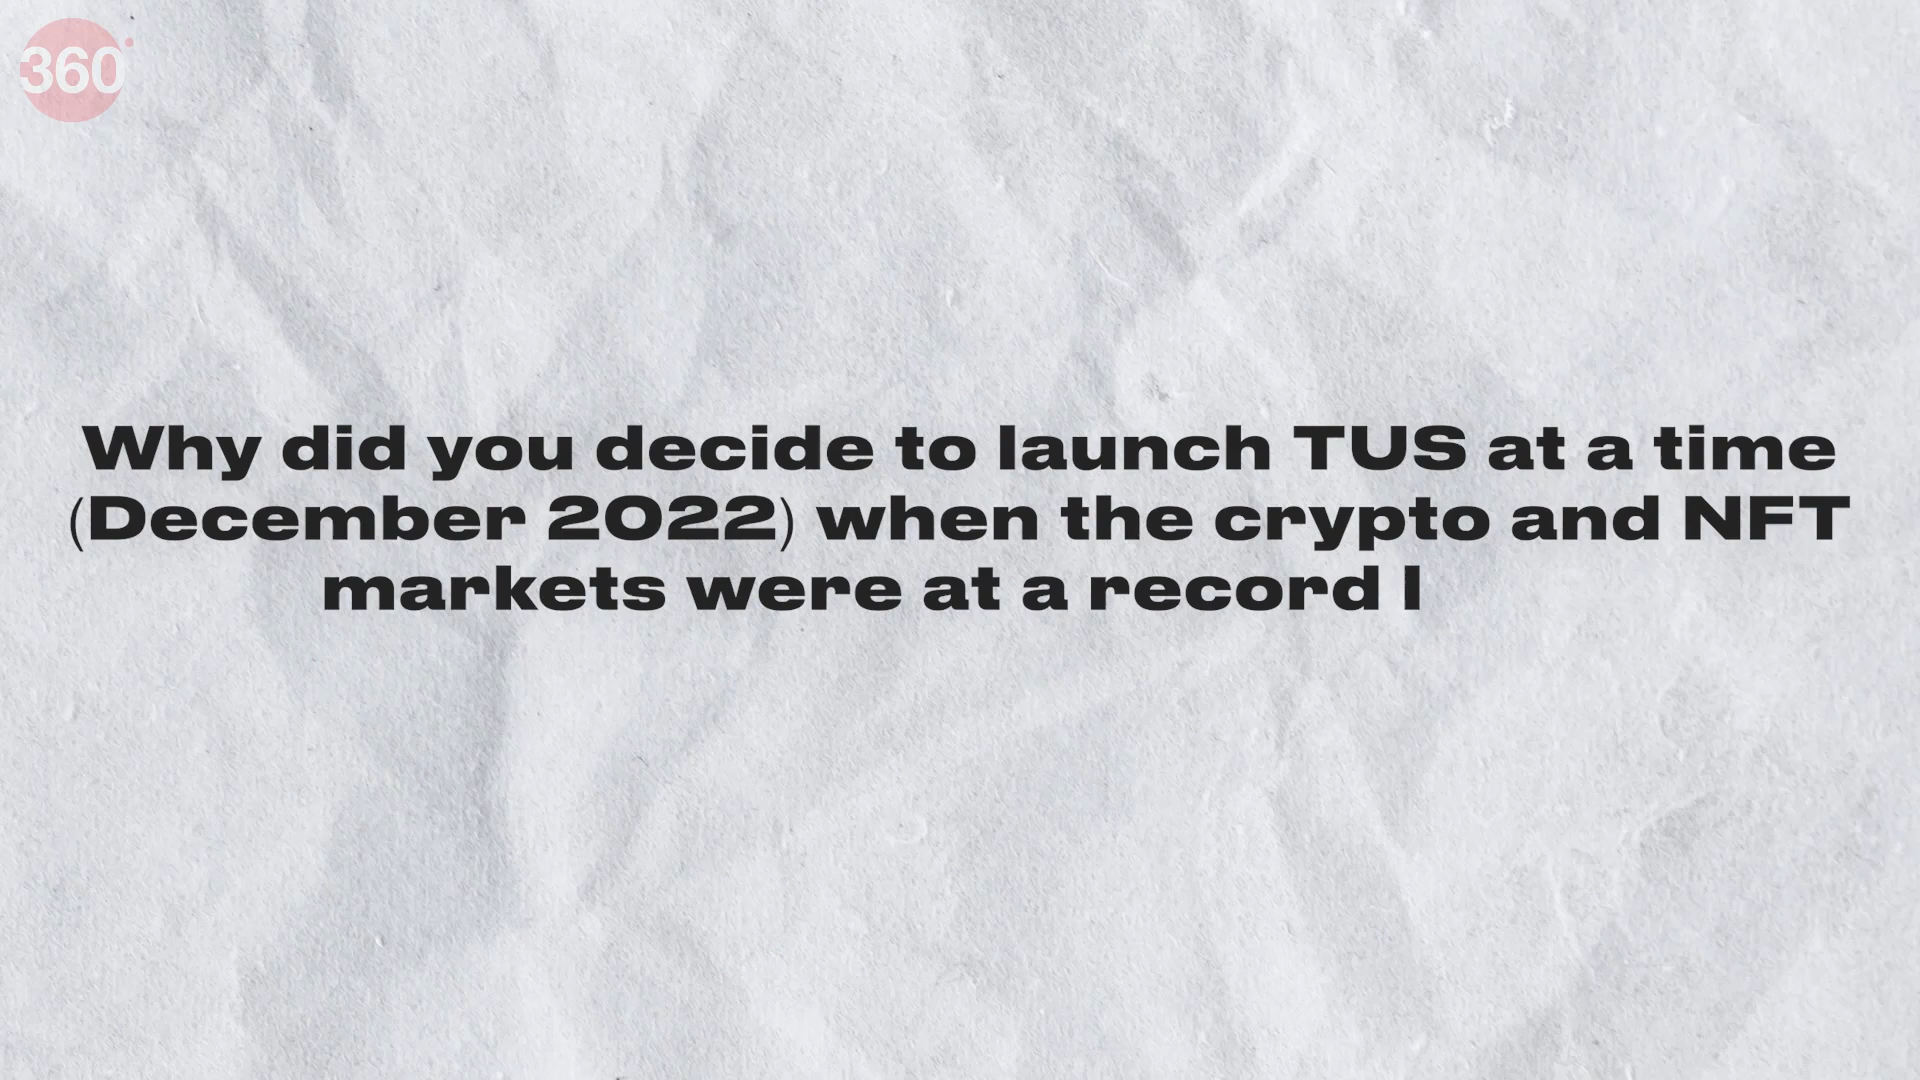 360°
Why did you decide to launch TUS at a time
(December 2022) when the crypto and NFT
markets were at a record l